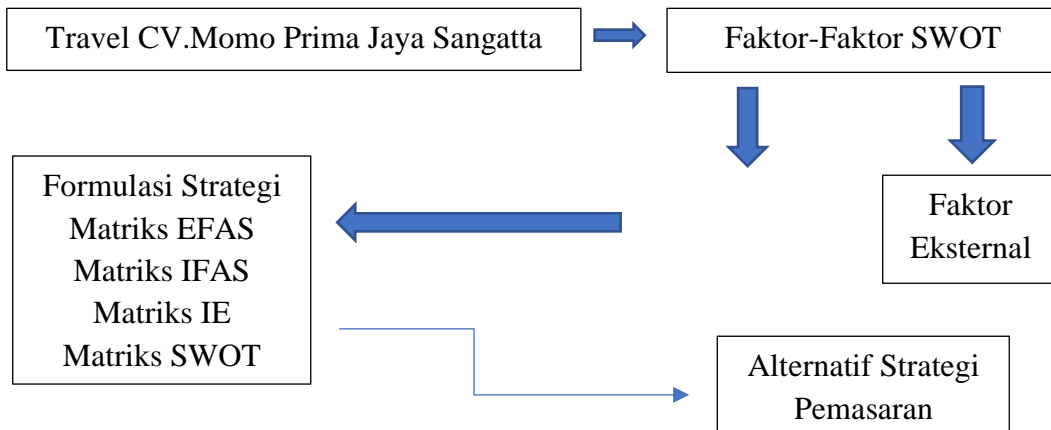 Travel CV.Momo Prima Jaya Sangatta
Faktor-Faktor SWOT
Formulasi Strategi
Matriks EFAS
Matriks IFAS
Matriks IE
Matriks SWOT
Faktor
Eksternal
Alternatif Strategi
Pemasaran